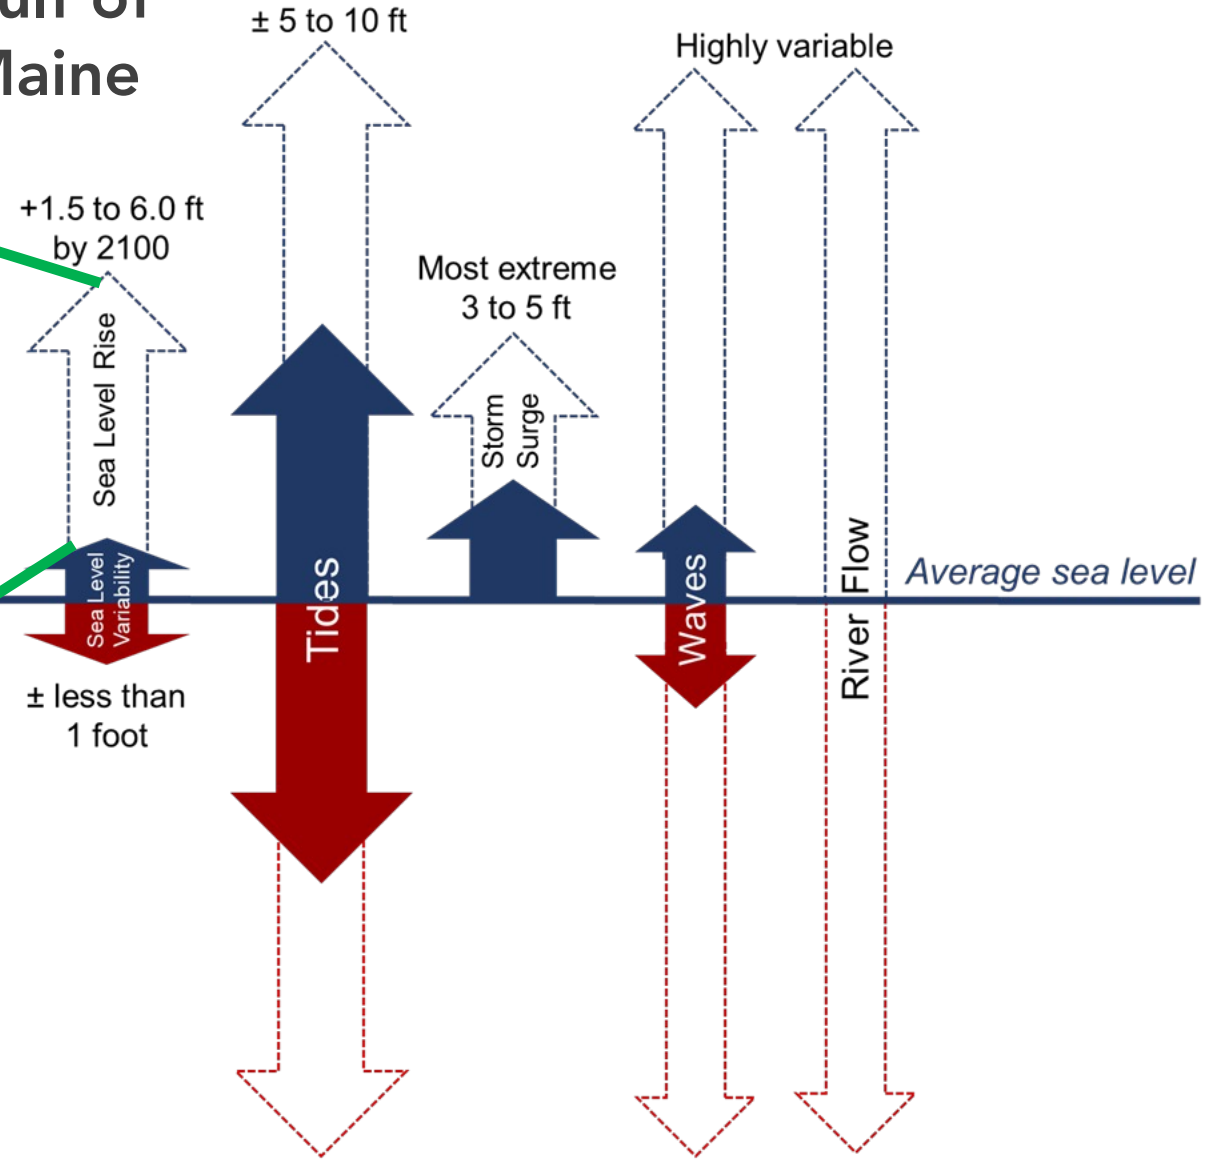 ± 5 to 10 ft
Highly variable
+1.5 to 6.0 ft
by 2100
Most extreme
3 to 5 ft
Sea Level Rise
Storm
Surge
Sea Level
Variability
Tides
Waves
River Flow
Average sea level
± less than
1 foot